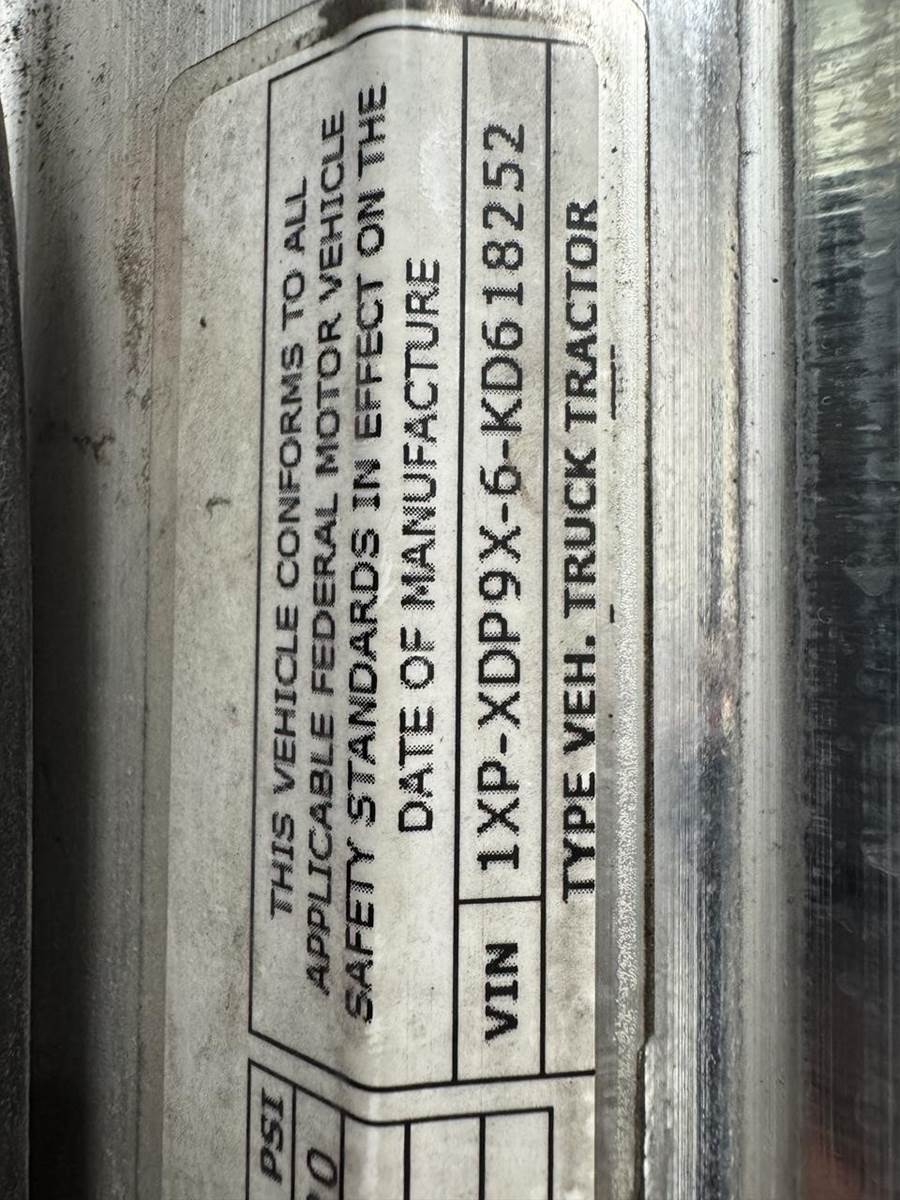 THIS VEHICLE CONFORMS TO ALL
APPLICABLE FEDERAL MOTOR VEHICLE
SAFETY STANDARDS IN EFFECT ON THE
DATE OF MANUFACTURE
VIN 1XP-XDP9X-6-KD618252
TYPE VEH. TRUCK TRACTOR
PSI